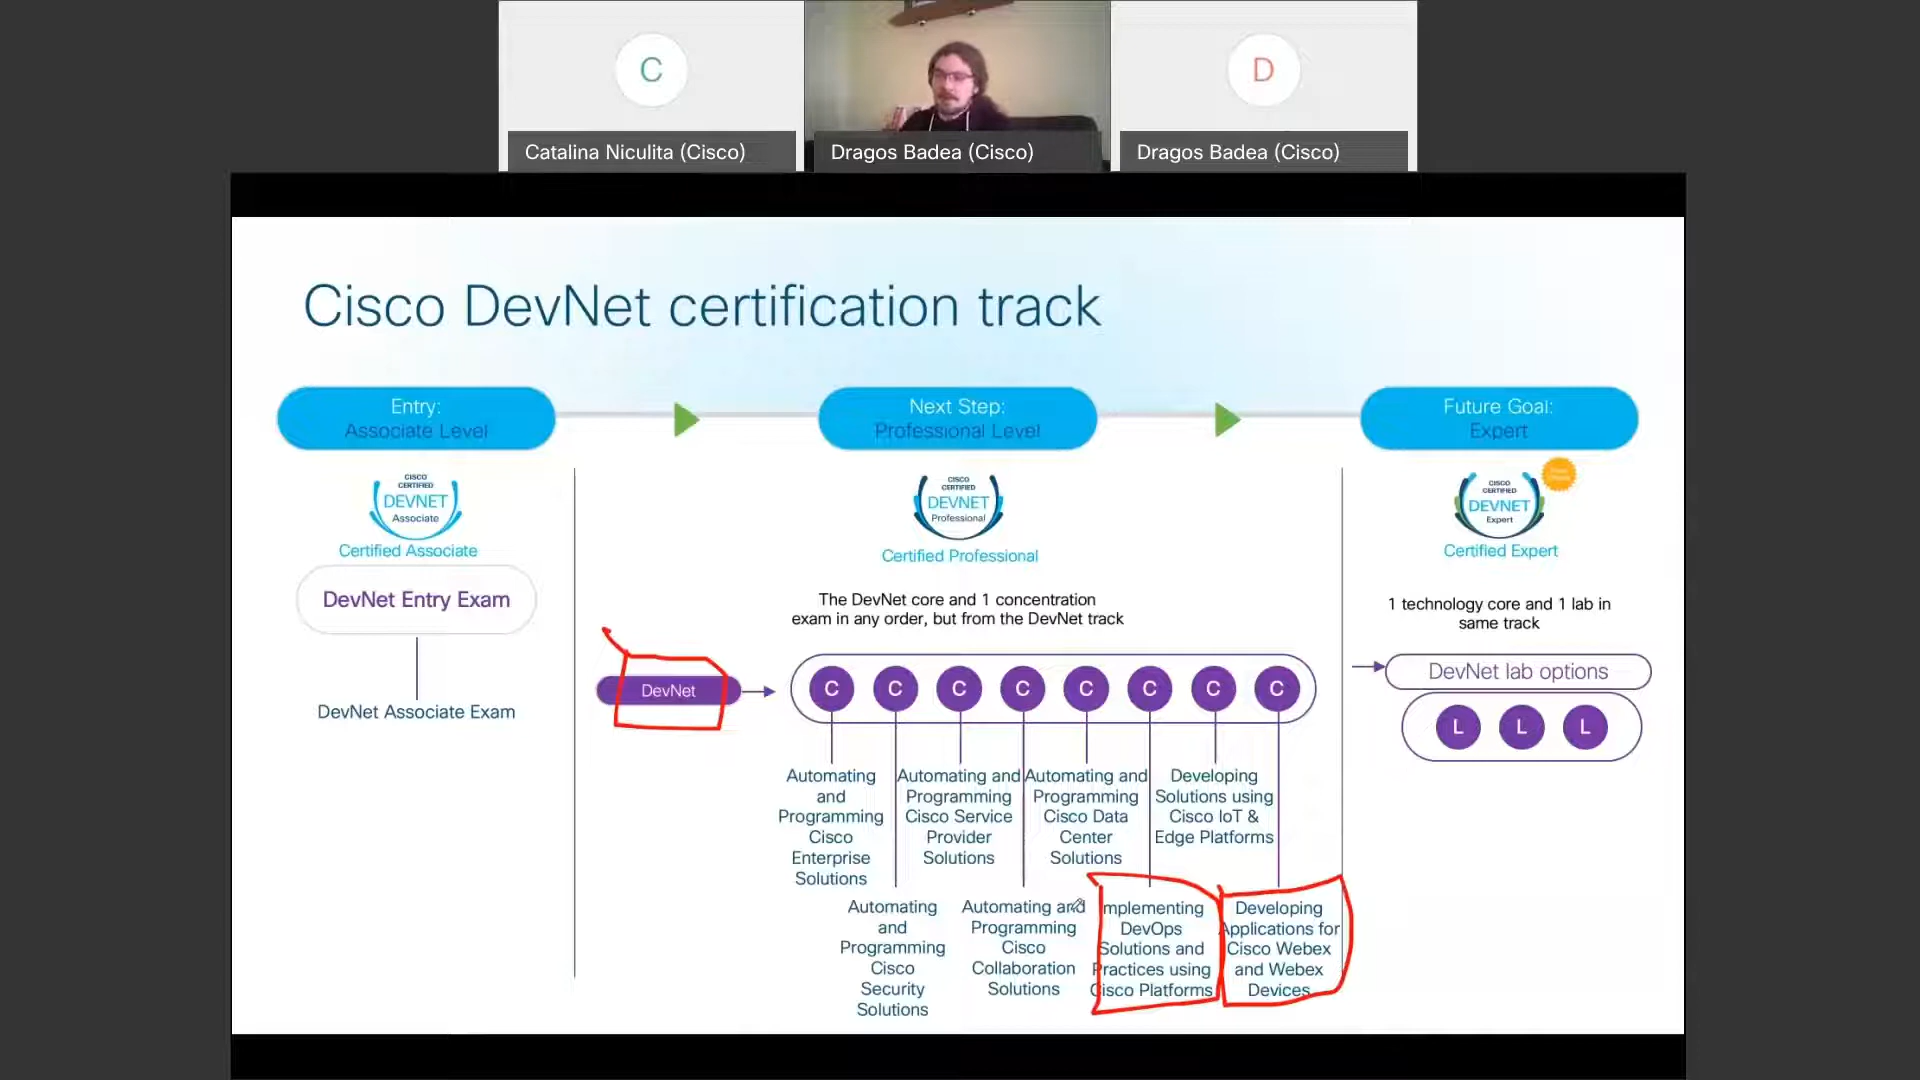 C
D
Catalina Niculita (Cisco)
Dragos Badea (Cisco)
Dragos Badea (Cisco)
Cisco DevNet certification track
Entry:
Associate Level
Next Step:
Professional Level
Future Goal:
Expert
CISCO
CERTIFIED
DEVNET
Associate
Certified Associate
CISCO
CERTIFIED
DEVNET
Professional
Certified Professional
CISCO
CERTIFIED
DEVNET
Expert
Certified Expert
DevNet Entry Exam
DevNet Associate Exam
The DevNet core and 1 concentration
exam in any order, but from the DevNet track
DevNet
C C C C C C C C
Automating
and
Programming
Cisco
Enterprise
Solutions
Automating
and
Programming
Cisco
Security
Solutions
Automating and
Programming
Cisco Service
Provider
Solutions
Automating and
Programming
Cisco
Collaboration
Solutions
Automating and
Programming
Cisco Data
Center
Solutions
Implementing
DevOps
Solutions and
Practices using
Cisco Platforms
Developing
Solutions using
Cisco IoT &
Edge Platforms
Developing
Applications for
Cisco Webex
and Webex
Devices
1 technology core and 1 lab in
same track
DevNet lab options
L L L